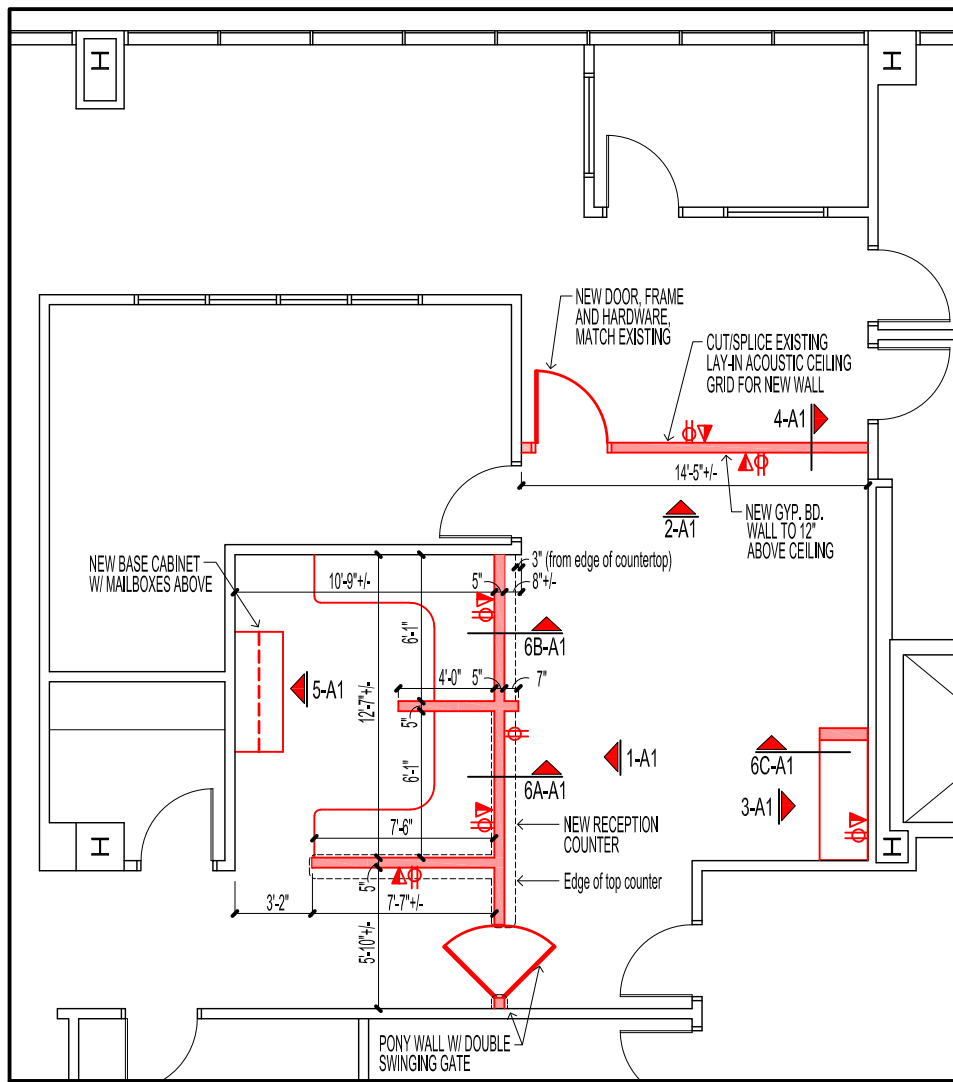 H
H
NEW DOOR, FRAME
AND HARDWARE,
MATCH EXISTING
CUT/SPLICE EXISTING
LAY-IN ACOUSTIC CEILING
GRID FOR NEW WALL
4-A1
14'-5"+/-
2-A1
NEW GYP. BD.
WALL TO 12"
ABOVE CEILING
NEW BASE CABINET
W/ MAILBOXES ABOVE
3" (from edge of countertop)
10'-9"+/-
5"
8"+/-
6'-1"
6B-A1
12'-7"+/-
4'-0"
5"
7"
5-A1
5"
6'-1"
1-A1
6C-A1
6A-A1
3-A1
7'-6"
NEW RECEPTION
COUNTER
H
H
5"
Edge of top counter
3'-2"
7'-7"+/-
5'-10"+/-
PONY WALL W/ DOUBLE
SWINGING GATE